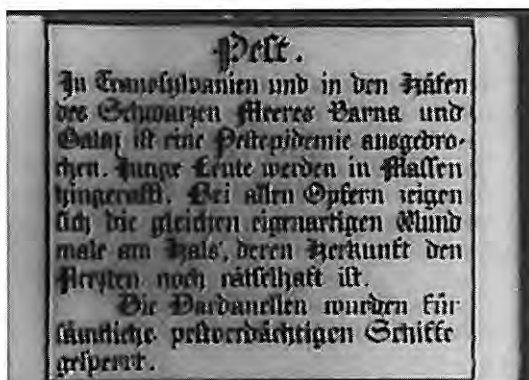 Pest.
In Transsylvanien und in den Häfen
des Schwarzen Meeres Varna und
Galaz ist eine Pestepidemie ausgebro-
chen. Junge Leute werden in Massen
hingerafft. Bei allen Opfern zeigen
sich die gleichen eigenartigen Wund
male am Hals, deren Herkunft den
Aerzten noch rätselhaft ist.
Die Dardanellen wurden für
sämtliche pestverdächtigen Schiffe
gesperrt.